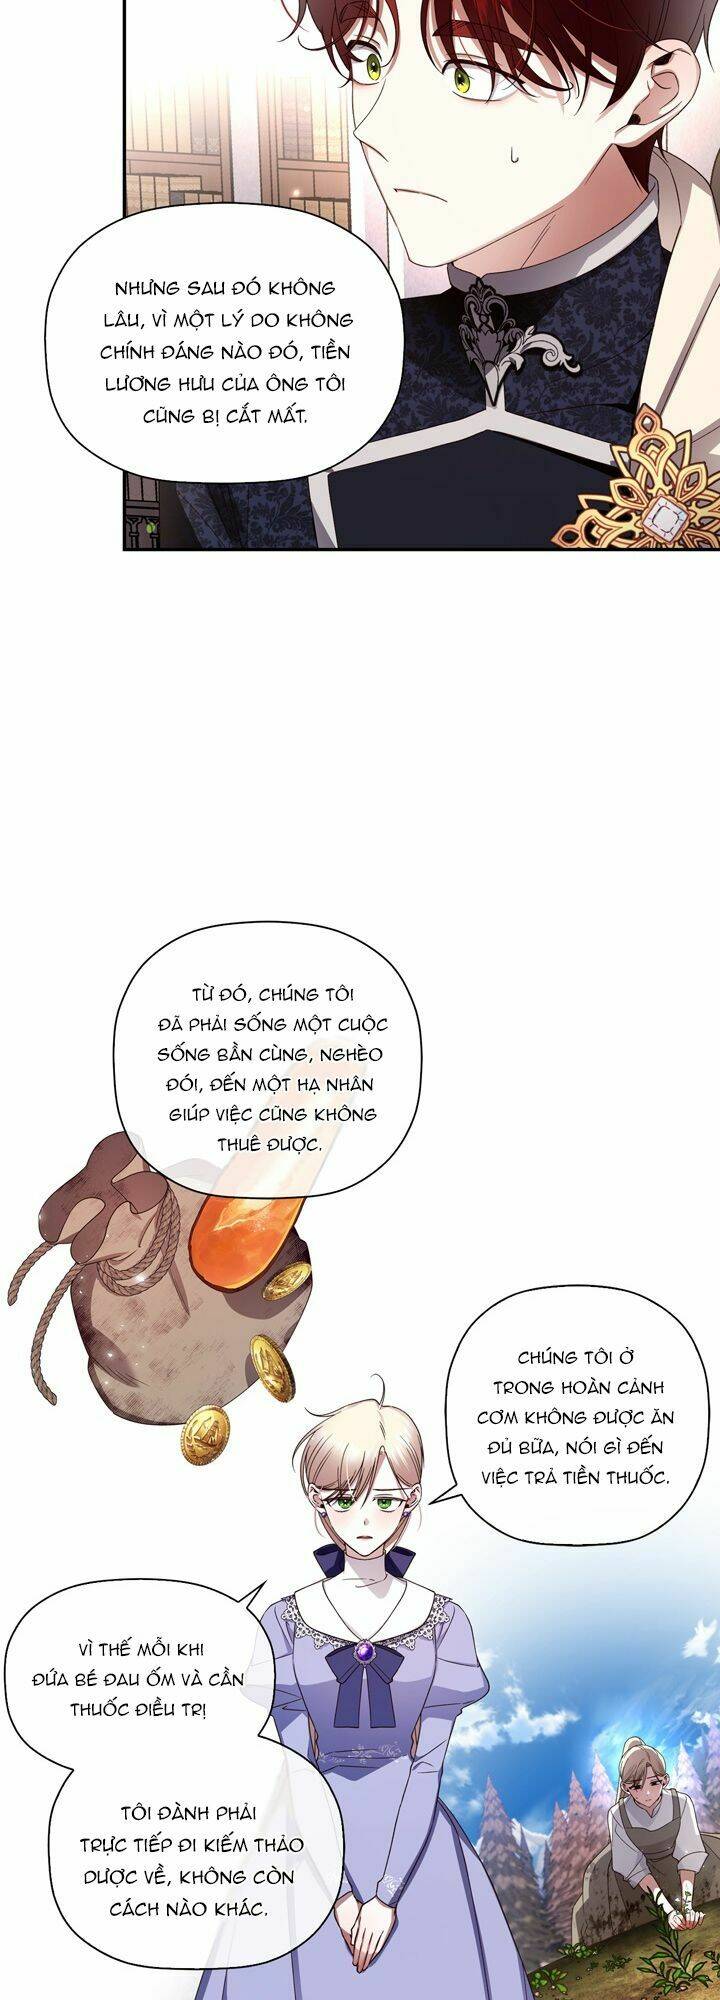 NHƯNG SAU ĐÓ KHÔNG
LÂU, VÌ MỘT LÝ DO KHÔNG
CHÍNH ĐÁNG NÀO ĐÓ, TIỀN
LƯƠNG HƯU CỦA ÔNG TÔI
CŨNG BỊ CẮT MẤT.
TỪ ĐÓ, CHÚNG TÔI
ĐÃ PHẢI SỐNG MỘT CUỘC
SỐNG BẦN CÙNG, NGHÈO
ĐÓI, ĐẾN MỘT HẠ NHÂN
GIÚP VIỆC CŨNG KHÔNG
THUÊ ĐƯỢC.
CHÚNG TÔI Ở
TRONG HOÀN CẢNH
CƠM KHÔNG ĐƯỢC ĂN
ĐỦ BỮA, NÓI GÌ ĐẾN
VIỆC TRẢ TIỀN THUỐC.
VÌ THẾ MỖI KHI
ĐỨA BÉ ĐAU ỐM VÀ CẦN
THUỐC ĐIỀU TRỊ
TÔI ĐÀNH PHẢI
TRỰC TIẾP ĐI KIẾM THẢO
DƯỢC VỀ, KHÔNG CÒN
CÁCH NÀO KHÁC.